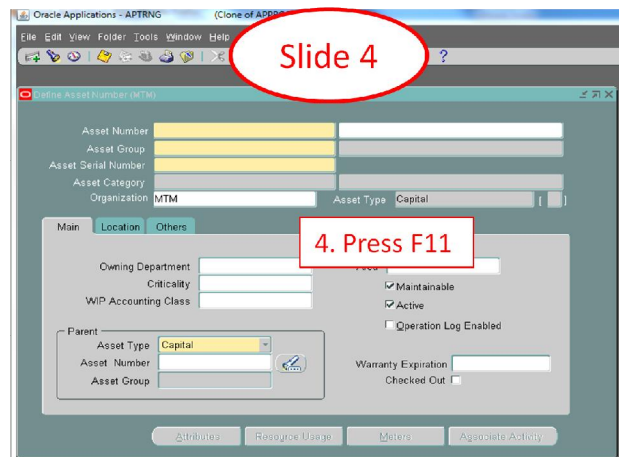 Oracle Applications - APTRNG (Clone of
File Edit View Folder Tools Window Help
Slide 4
?
Define Asset Number (MTM)
Asset Number
Asset Group
Asset Serial Number
Asset Category
Organization MTM Asset Type Capital [ ]
Main Location Others
4. Press F11
Owning Department
Criticality Maintainable
WIP Accounting Class Active
Operation Log Enabled
Parent
Asset Type Capital
Asset Number Warranty Expiration
Asset Group Checked Out
Attributes Resource Usage Meters Associate Activity